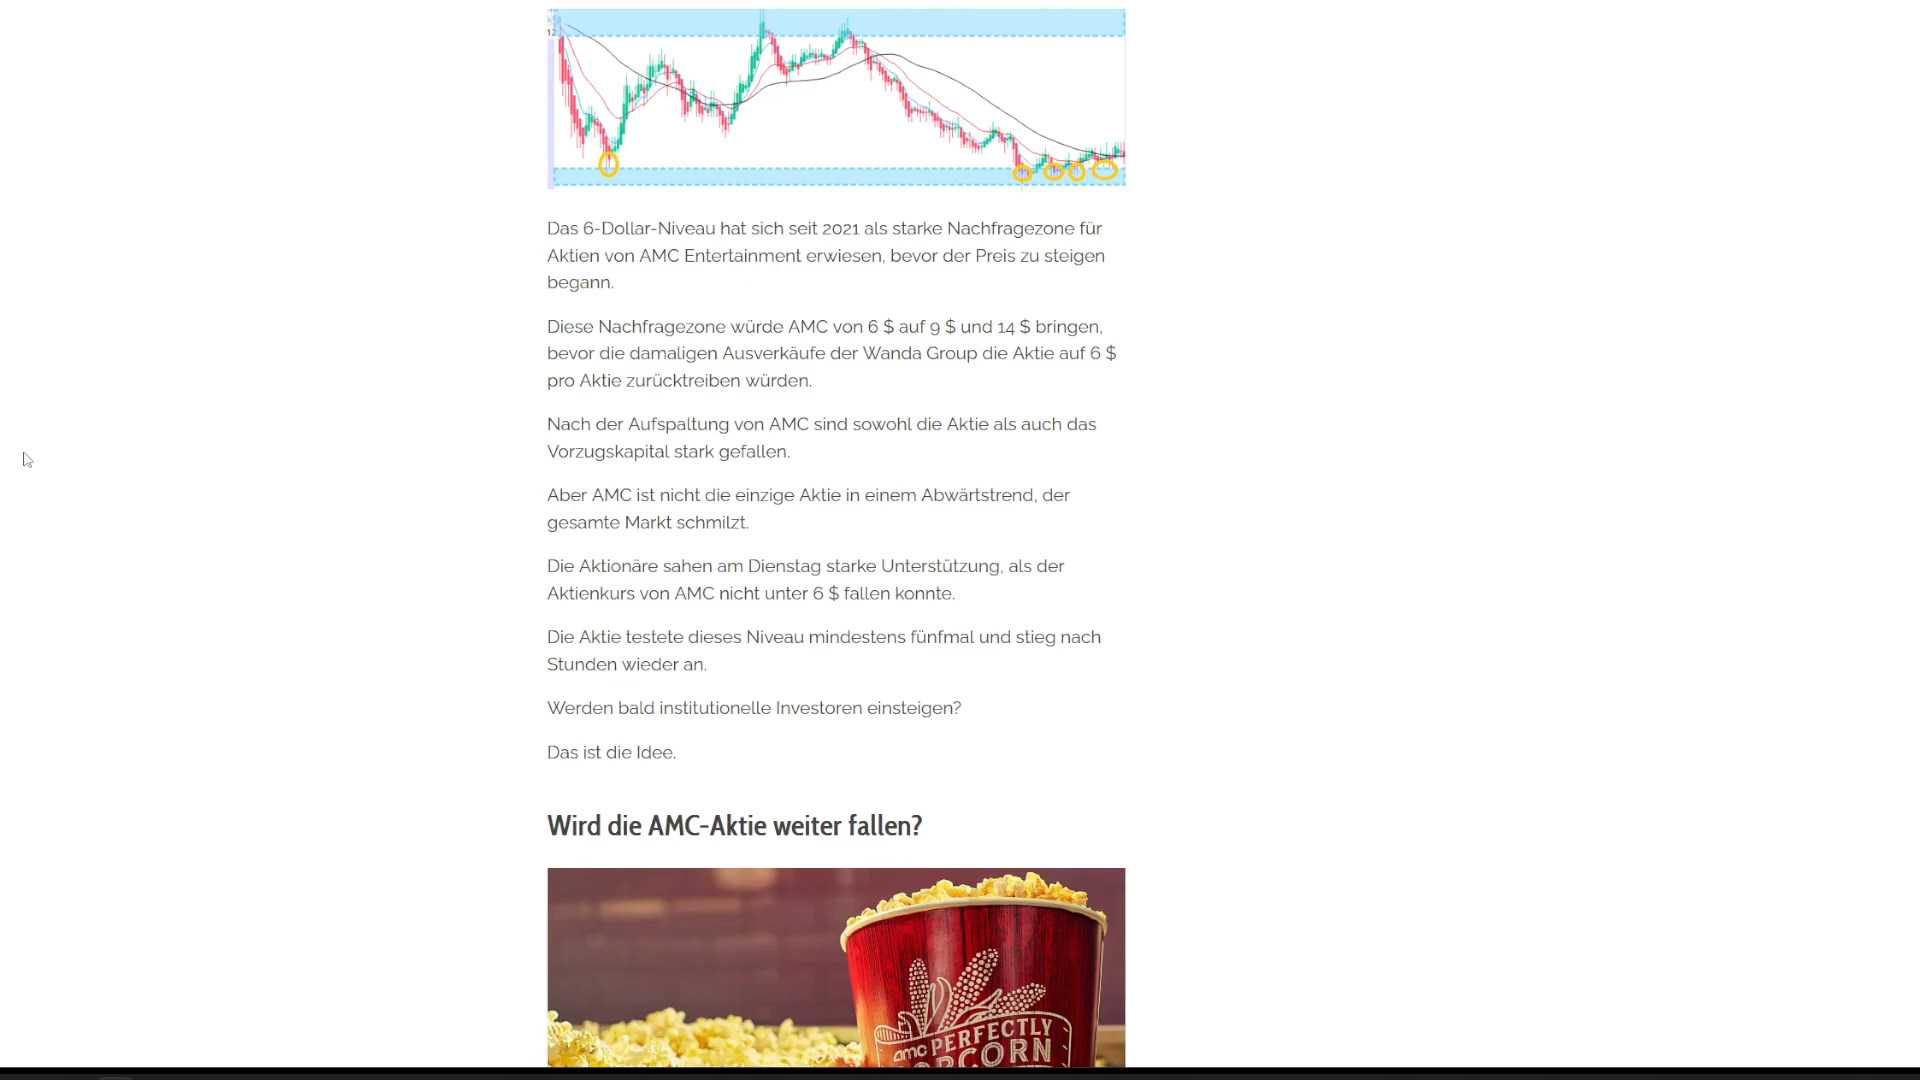 12
Das 6-Dollar-Niveau hat sich seit 2021 als starke Nachfragezone für
Aktien von AMC Entertainment erwiesen, bevor der Preis zu steigen
begann.
Diese Nachfragezone würde AMC von 6 $ auf 9 $ und 14 $ bringen,
bevor die damaligen Ausverkäufe der Wanda Group die Aktie auf 6 $
pro Aktie zurücktreiben würden.
Nach der Aufspaltung von AMC sind sowohl die Aktie als auch das
Vorzugskapital stark gefallen.
Aber AMC ist nicht die einzige Aktie in einem Abwärtstrend, der
gesamte Markt schmilzt.
Die Aktionäre sahen am Dienstag starke Unterstützung, als der
Aktienkurs von AMC nicht unter 6 $ fallen konnte.
Die Aktie testete dieses Niveau mindestens fünfmal und stieg nach
Stunden wieder an.
Werden bald institutionelle Investoren einsteigen?
Das ist die Idee.
Wird die AMC-Aktie weiter fallen?
amc PERFECTLY
POPCORN